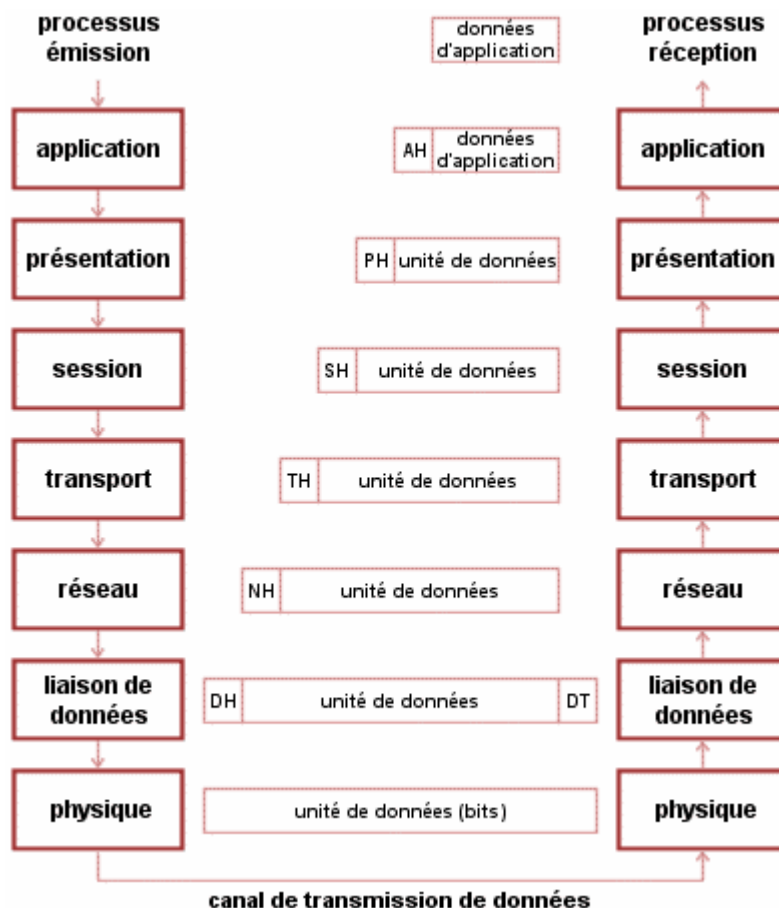 processus
émission
données
d'application
processus
réception
application
AH
données
d'application
application
présentation
PH
unité de données
présentation
session
SH
unité de données
session
transport
TH
unité de données
transport
réseau
NH
unité de données
réseau
liaison de
données
DH
unité de données
DT
liaison de
données
physique
unité de données (bits)
physique
canal de transmission de données